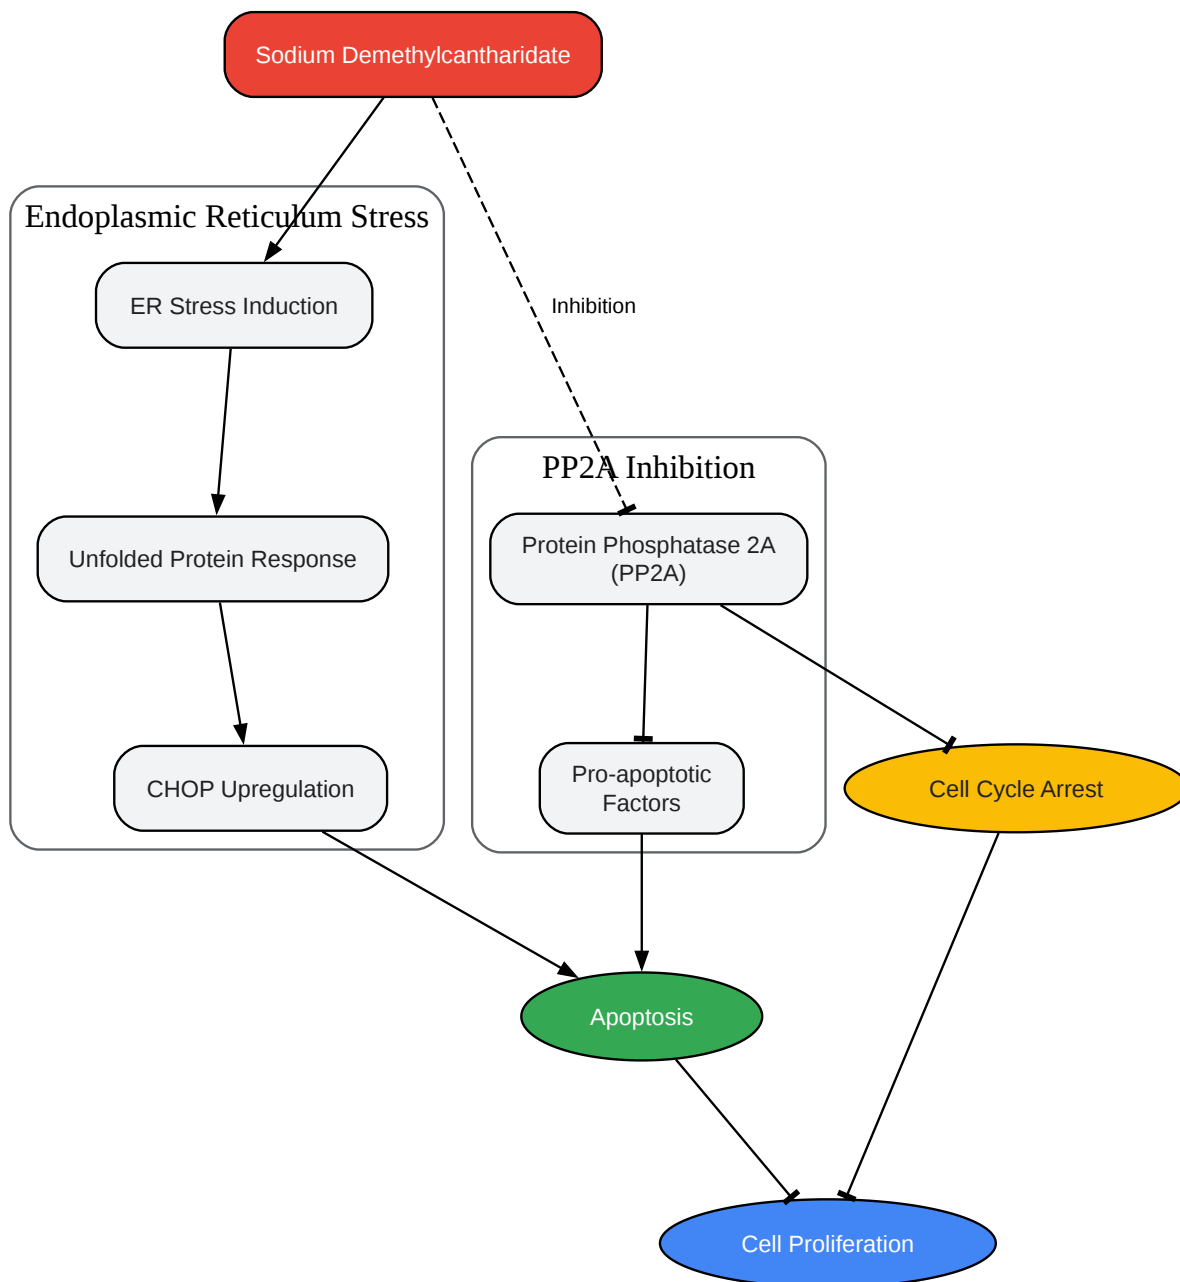 Sodium Demethylcantharidate
Endoplasmic Reticulum Stress
ER Stress Induction
Inhibition
PP2A Inhibition
Unfolded Protein Response
Protein Phosphatase 2A
(PP2A)
CHOP Upregulation
Pro-apoptotic
Factors
Cell Cycle Arrest
Apoptosis
Cell Proliferation